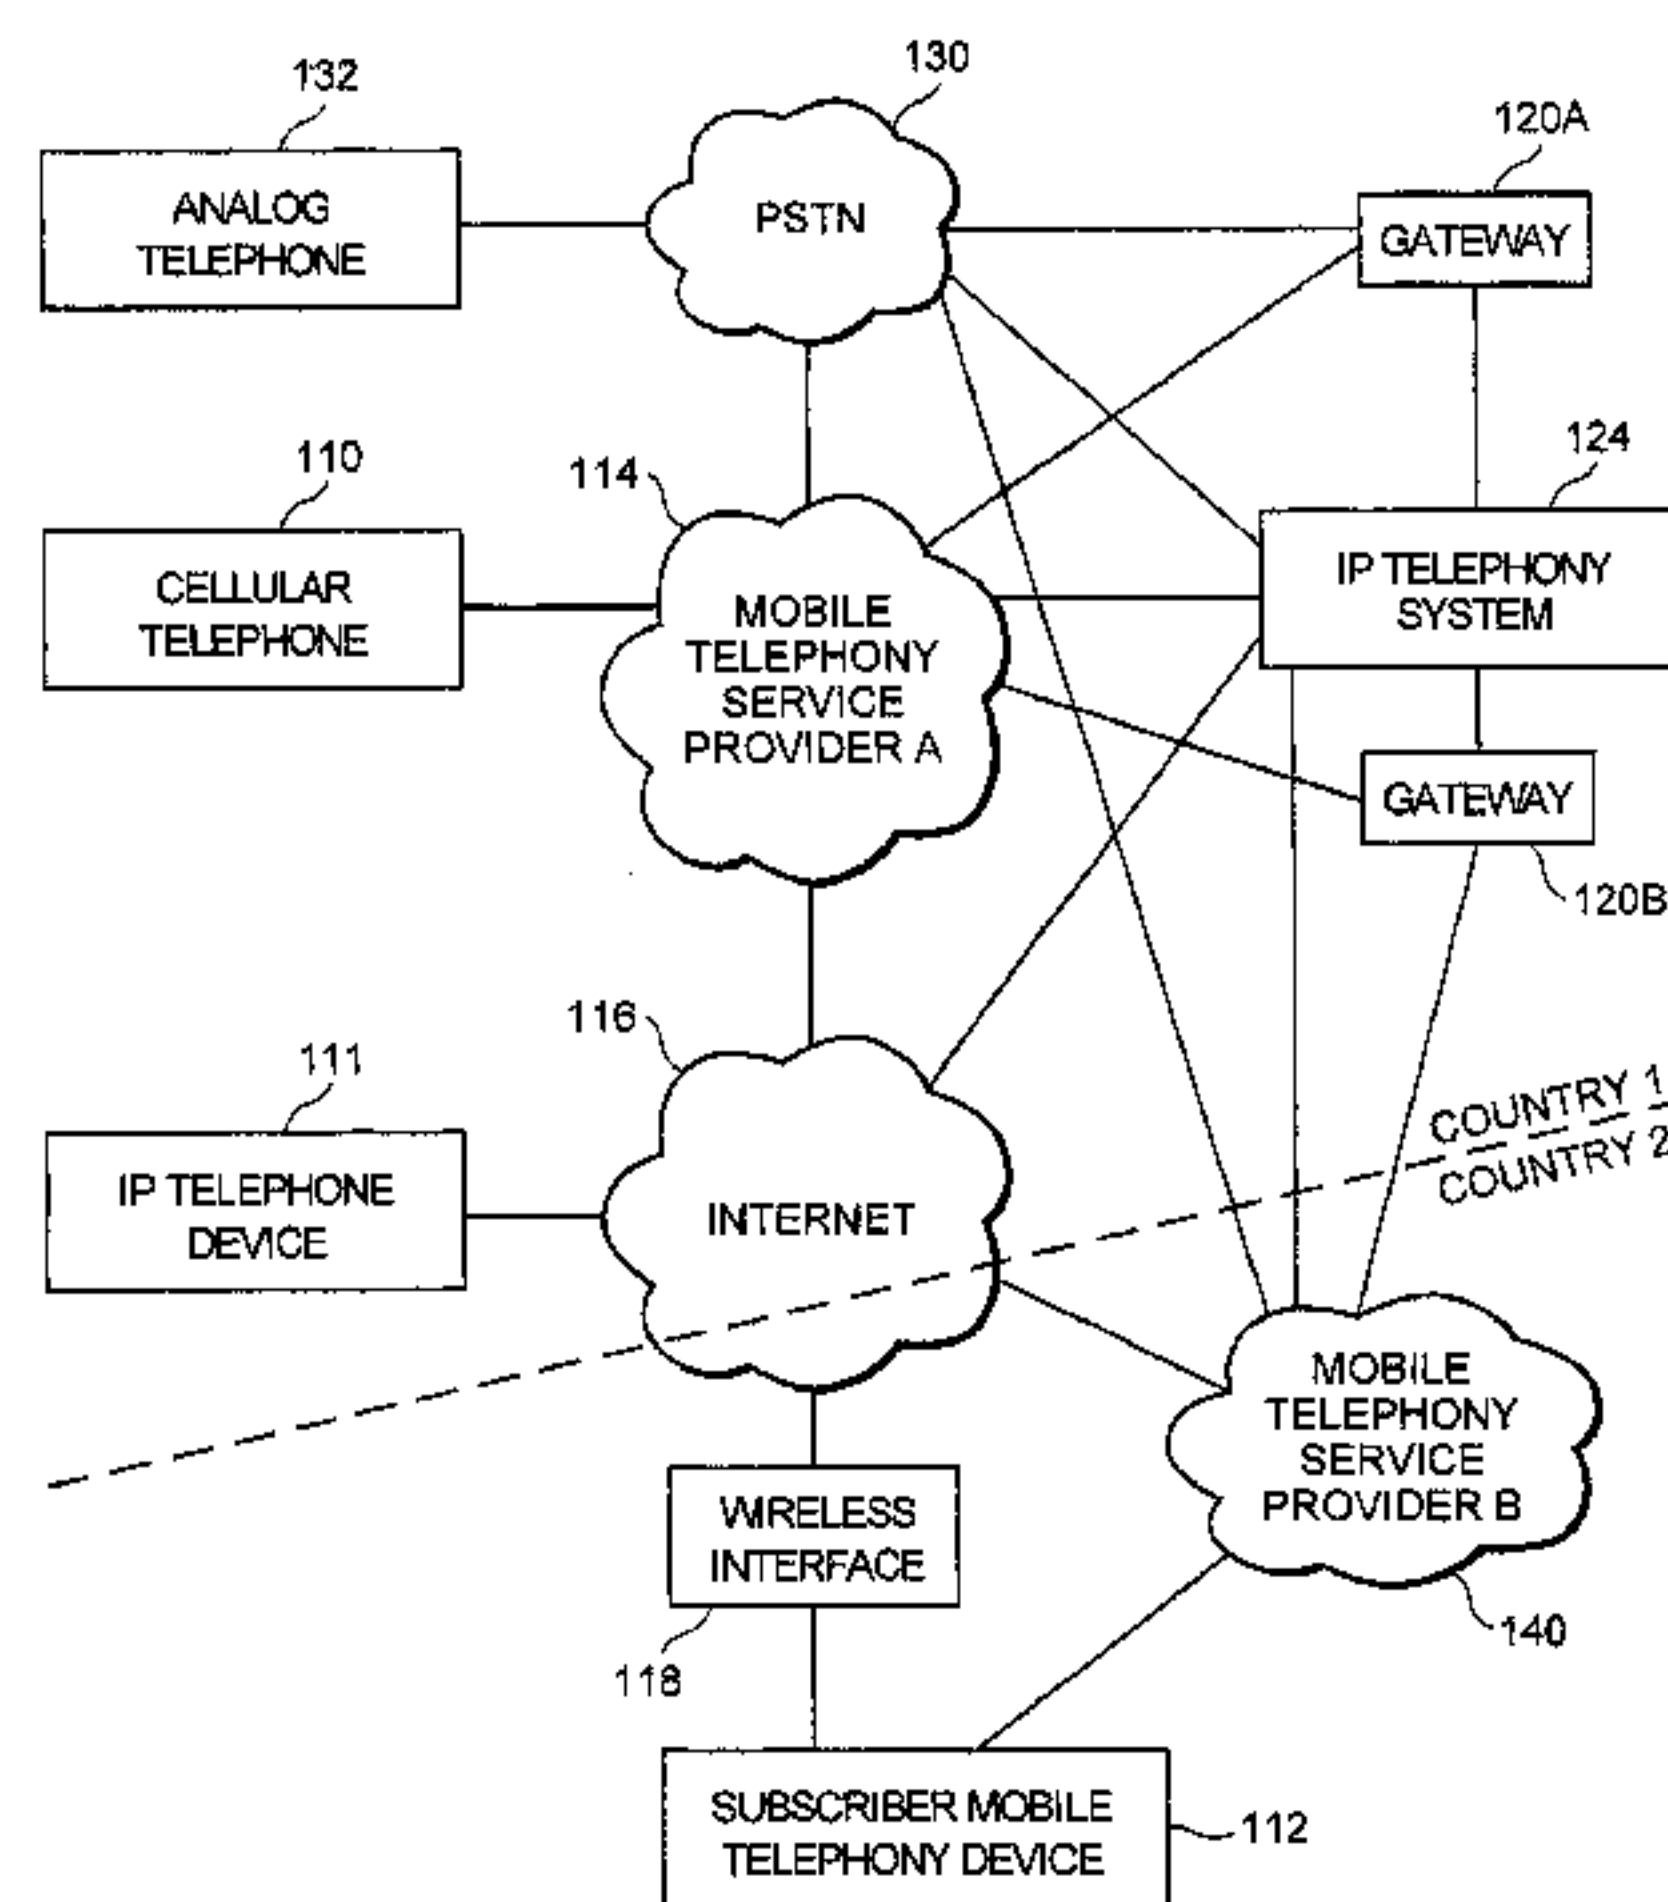 132
130
120A
ANALOG
TELEPHONE
PSTN
GATEWAY
110
114
124
CELLULAR
TELEPHONE
MOBILE
TELEPHONY
SERVICE
PROVIDER A
IP TELEPHONY
SYSTEM
GATEWAY
120B
111
116
IP TELEPHONE
DEVICE
INTERNET
COUNTRY 1
COUNTRY 2
WIRELESS
INTERFACE
118
MOBILE
TELEPHONY
SERVICE
PROVIDER B
140
SUBSCRIBER MOBILE
TELEPHONY DEVICE
112